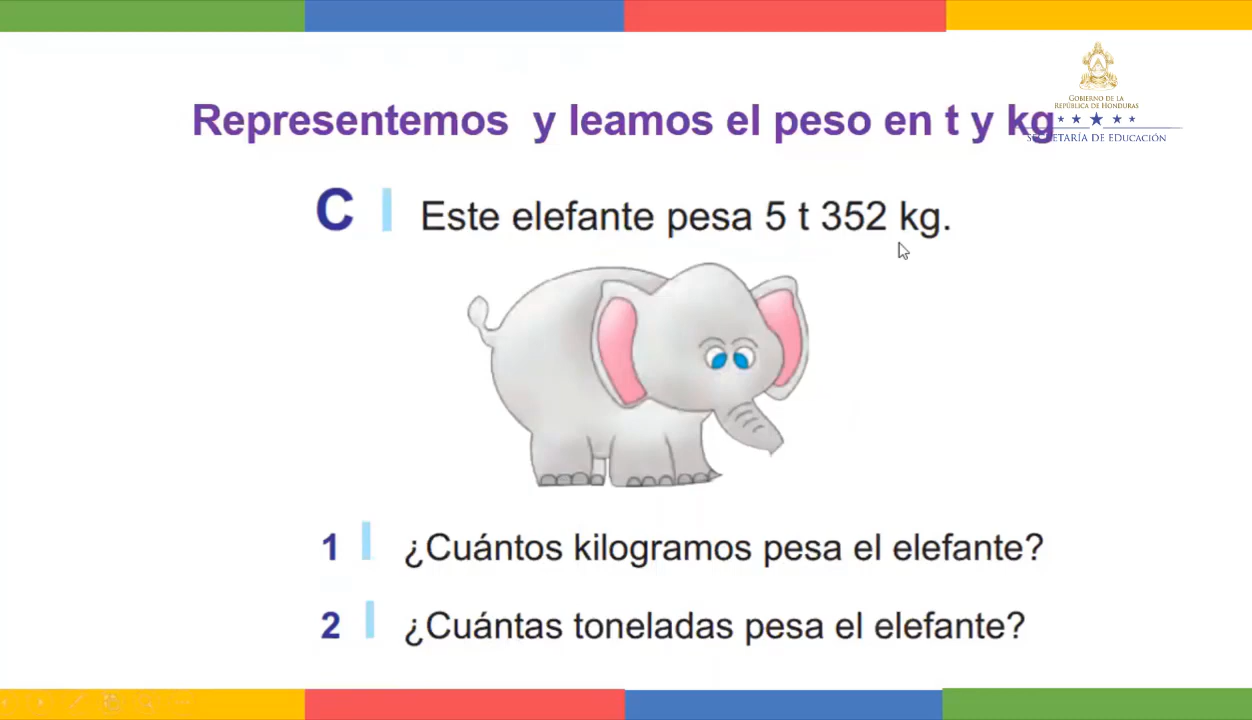 GOBIERNO DE LA
REPÚBLICA DE HONDURAS
Representemos y leamos el peso en t y kg
SECRETARÍA DE EDUCACIÓN
C Este elefante pesa 5 t 352 kg.
1 ¿Cuántos kilogramos pesa el elefante?
2 ¿Cuántas toneladas pesa el elefante?